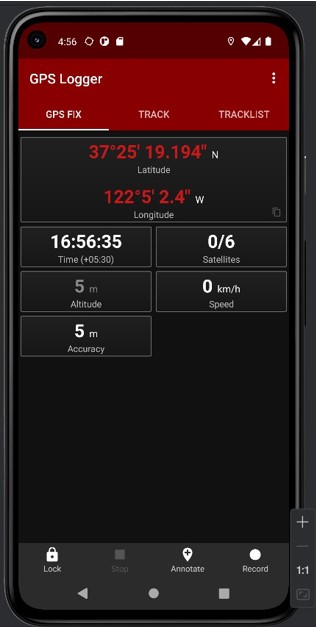 4:56
GPS Logger
GPS FIX TRACK TRACKLIST
37°25' 19.194" N
Latitude
122°5' 2.4" W
Longitude
16:56:35 0/6
Time (+05:30) Satellites
5 m 0 km/h
Altitude Speed
5 m
Accuracy
Lock Stop Annotate Record
1:1